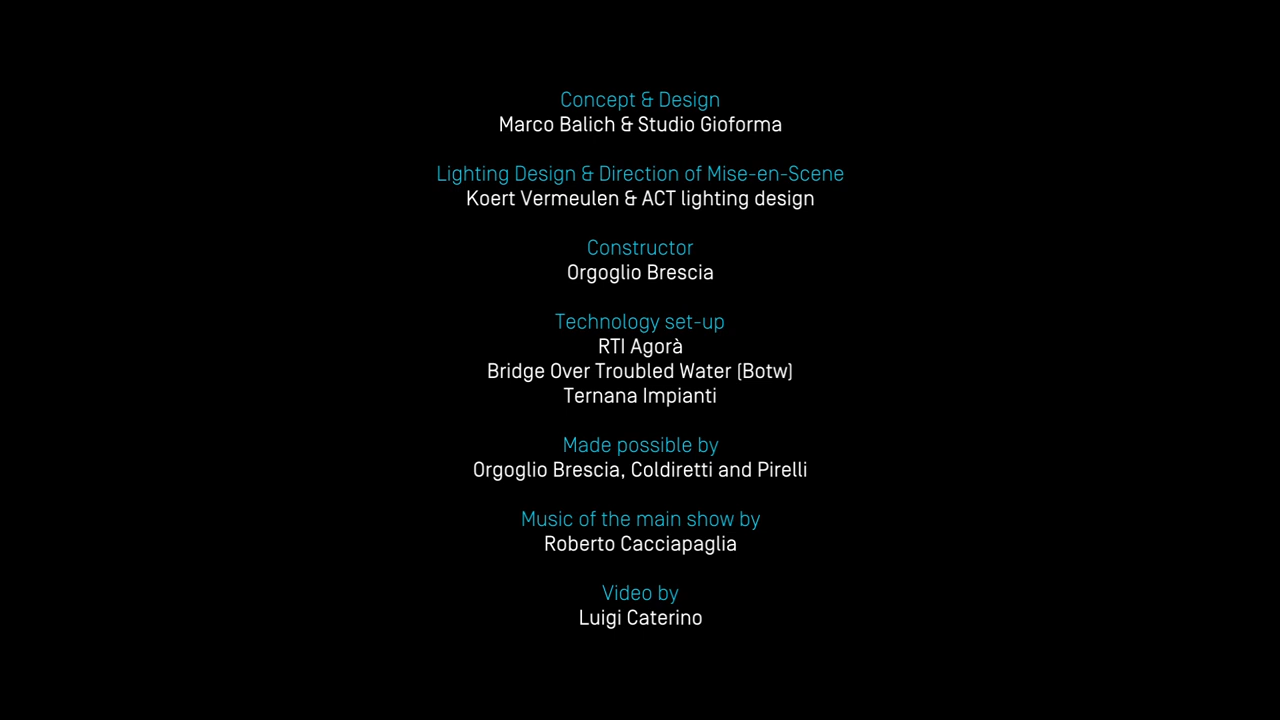 Concept & Design
Marco Balich & Studio Gioforma
Lighting Design & Direction of Mise-en-Scene
Koert Vermeulen & ACT lighting design
Constructor
Orgoglio Brescia
Technology set-up
RTI Agorà
Bridge Over Troubled Water (Botw)
Ternana Impianti
Made possible by
Orgoglio Brescia, Coldiretti and Pirelli
Music of the main show by
Roberto Cacciapaglia
Video by
Luigi Caterino